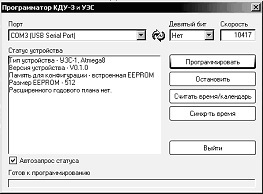 Программатор КДУ-3 и УЗС
Порт
Девятый бит
Скорость
COM3 (USB Serial Port)
Нет
10417
Статус устройства
Тип устройства - УЗС-1, Atmega8
Версия устройства - V0.1.0
Память для конфигурации - встроенная EEPROM
Размер EEPROM - 512
Расширенного годового плана нет.
Программировать
Остановить
Считать время/календарь
Синхр-ть время
Выйти
Автозапрос статуса
Готов к программированию